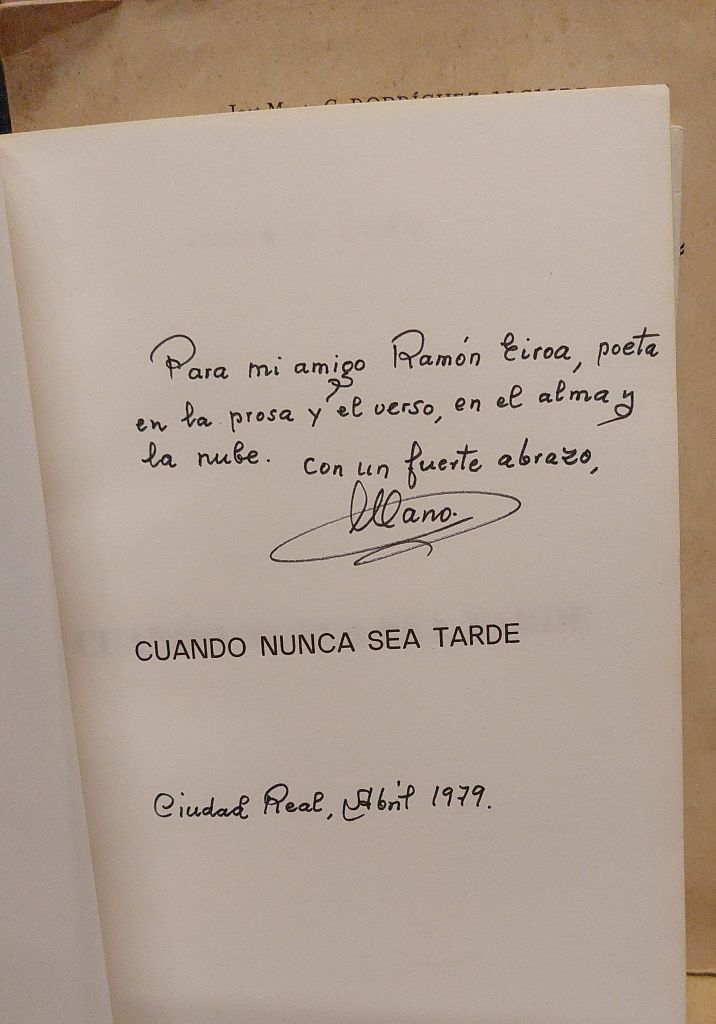 C. RODRÍGUEZ
Para mi amigo Ramón Eiroa, poeta
en la prosa y el verso, en el alma y
la nube. Con un fuerte abrazo,
Llano.
CUANDO NUNCA SEA TARDE
Ciudad Real, Abril 1979.